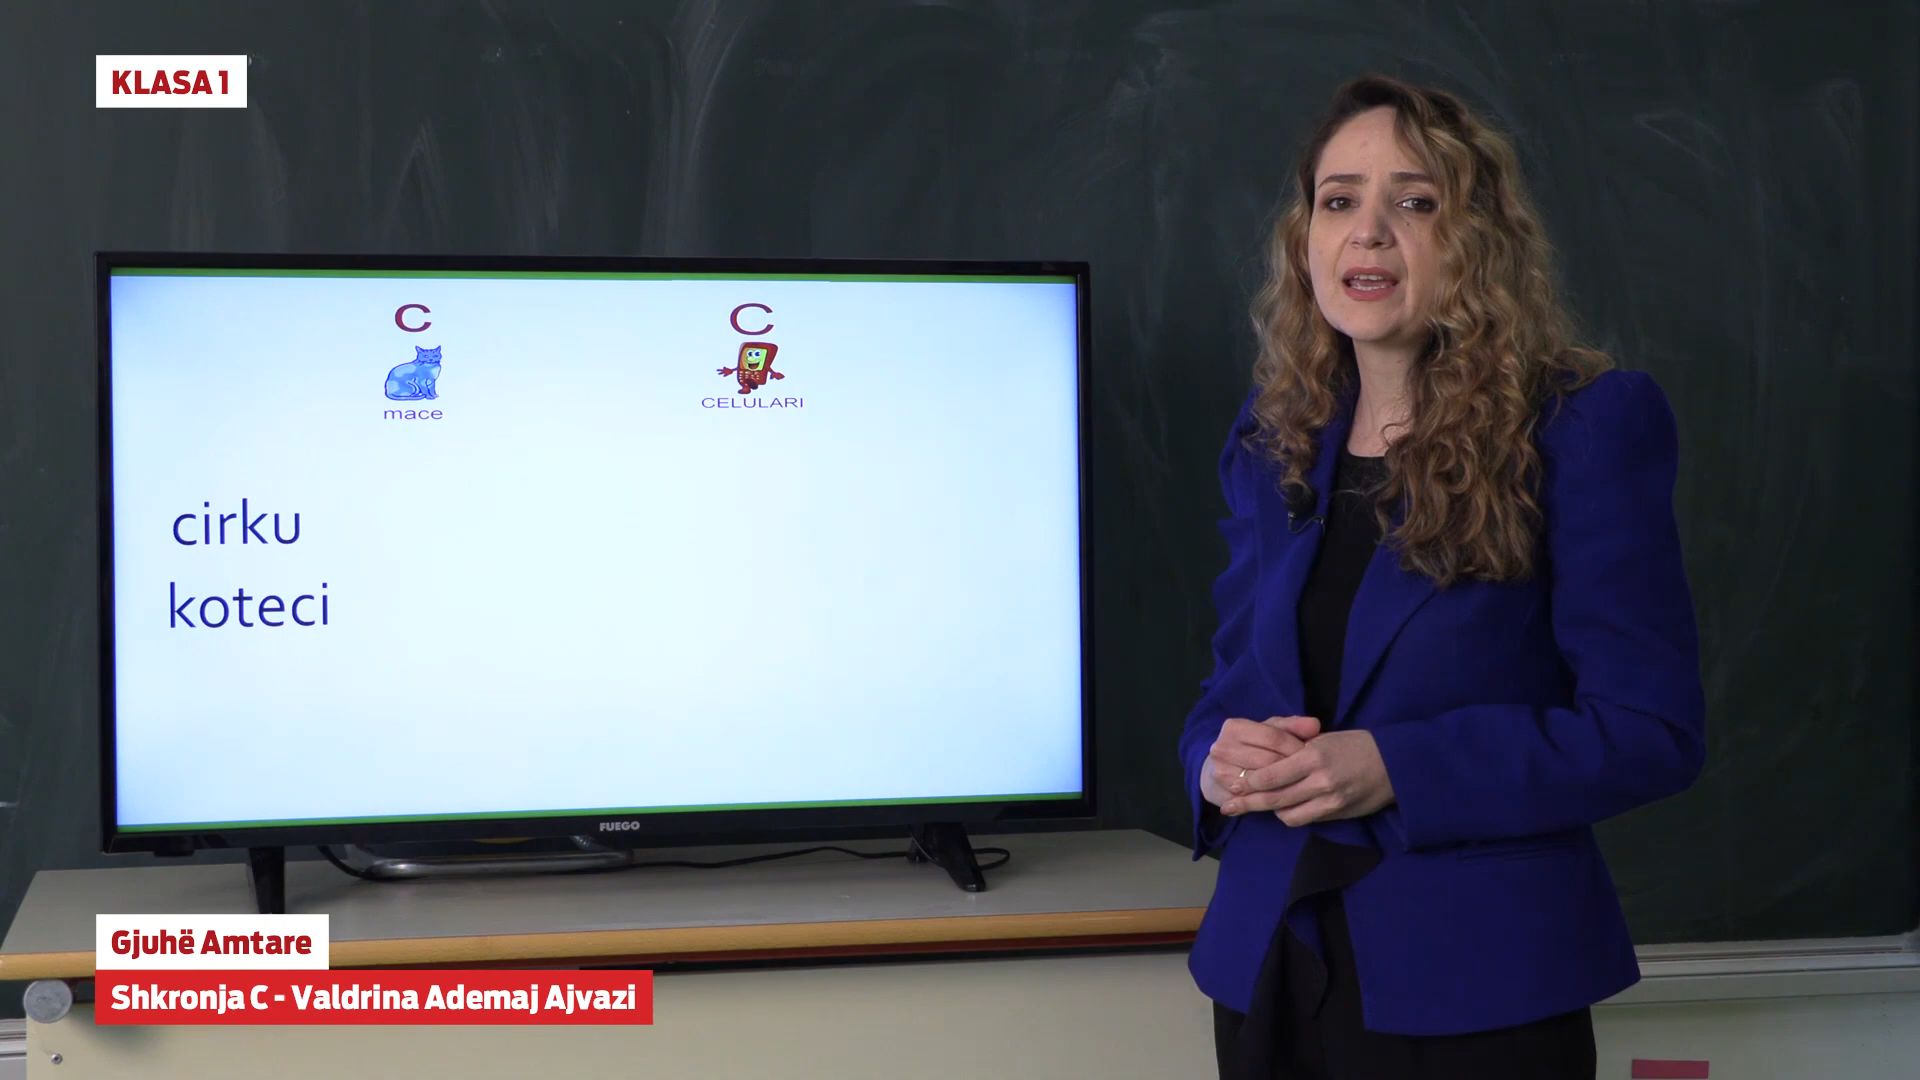 KLASA 1
c
C
mace
CELULARI
cirku
koteci
FUEGO
Gjuhë Amtare
Shkronja C - Valdrina Ademaj Ajvazi